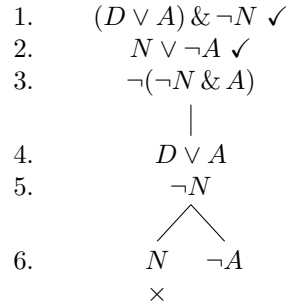 1. (D ∨ A) & ¬N ✓
2. N ∨ ¬A ✓
3. ¬(¬N & A)
4. D ∨ A
5. ¬N
6. N ¬A
×